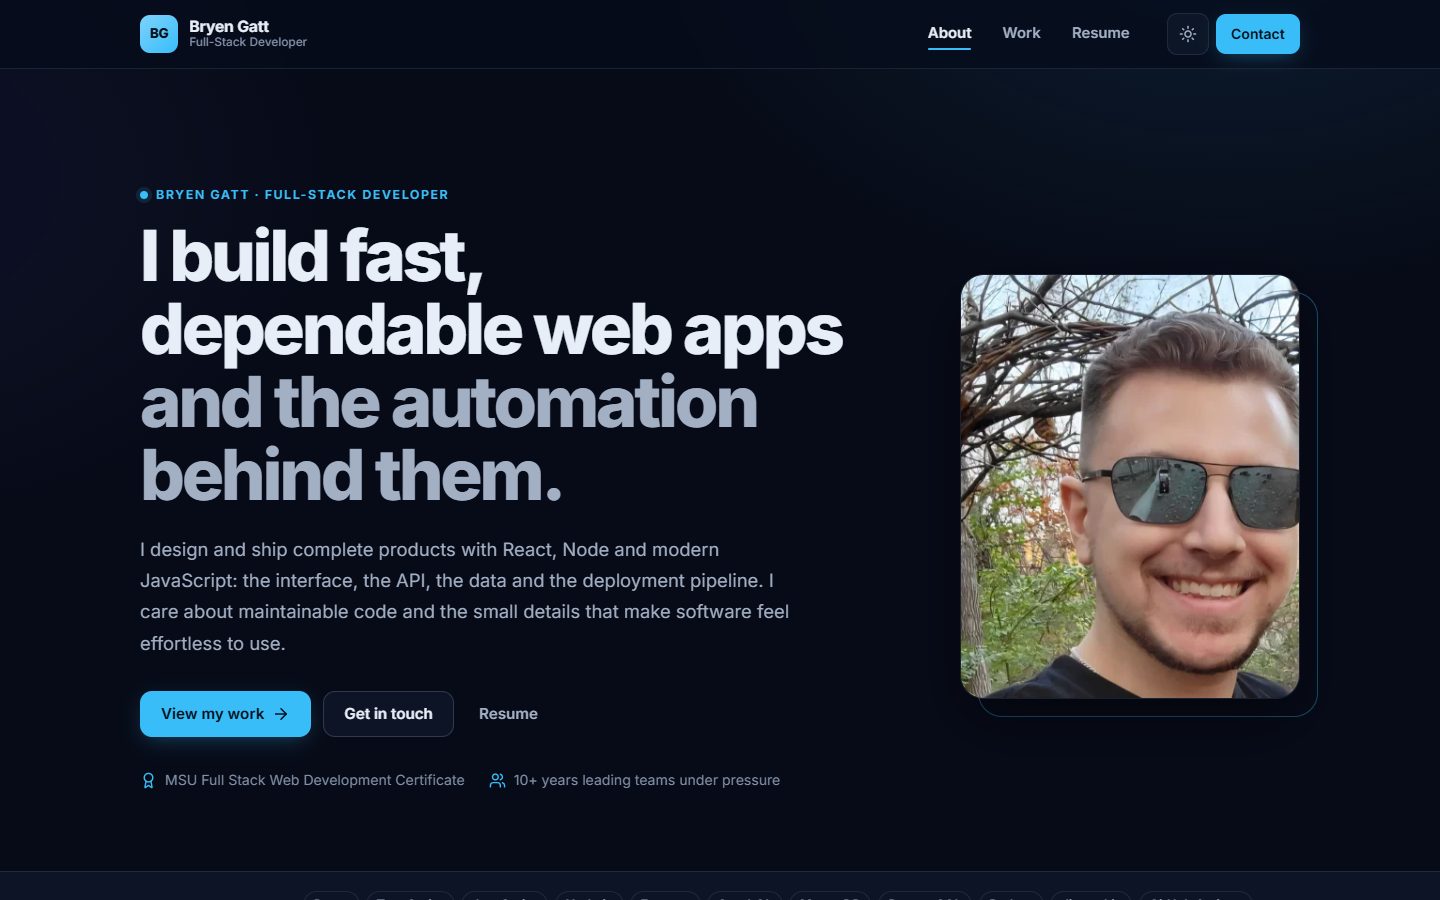 BG
Bryen Gatt
Full-Stack Developer
About
Work
Resume
Contact
BRYEN GATT · FULL-STACK DEVELOPER
I build fast,
dependable web apps
and the automation
behind them.
I design and ship complete products with React, Node and modern
JavaScript: the interface, the API, the data and the deployment pipeline. I
care about maintainable code and the small details that make software feel
effortless to use.
View my work
Get in touch
Resume
MSU Full Stack Web Development Certificate
10+ years leading teams under pressure